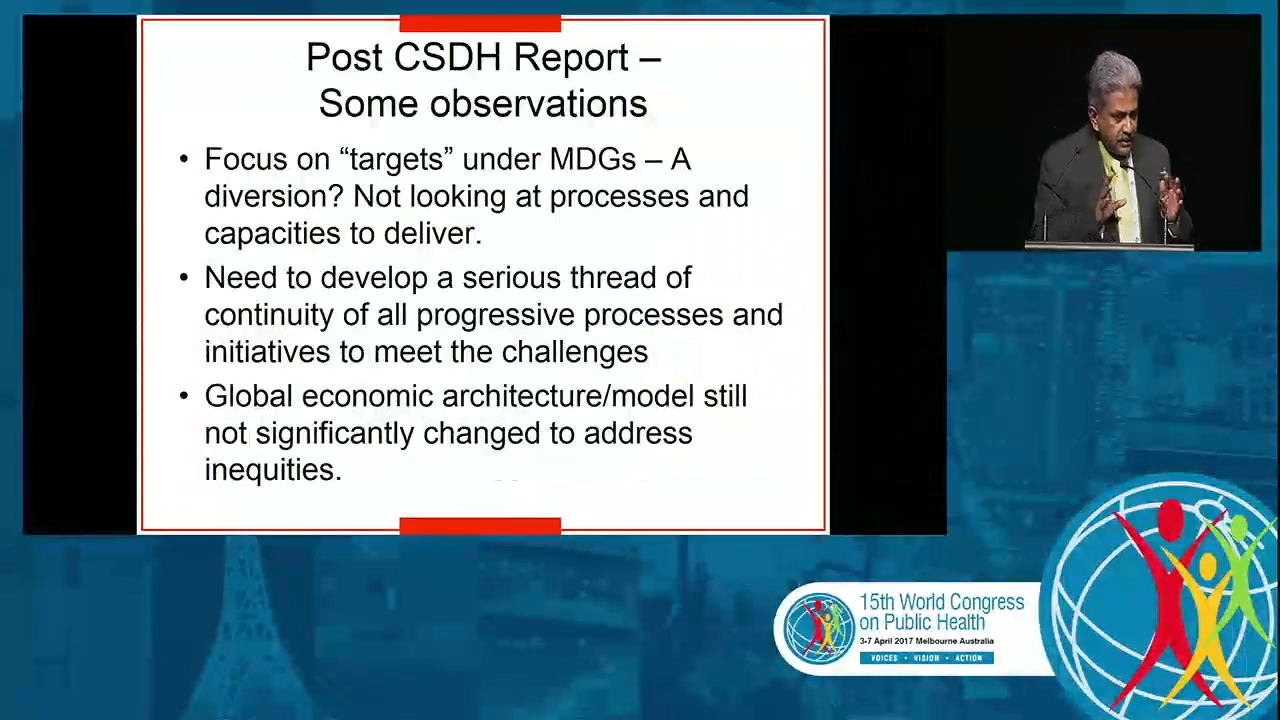 Post CSDH Report –
Some observations
• Focus on “targets” under MDGs – A
diversion? Not looking at processes and
capacities to deliver.
• Need to develop a serious thread of
continuity of all progressive processes and
initiatives to meet the challenges
• Global economic architecture/model still
not significantly changed to address
inequities.
15th World Congress
on Public Health
3-7 April 2017 Melbourne Australia
VOICES • VISION • ACTION